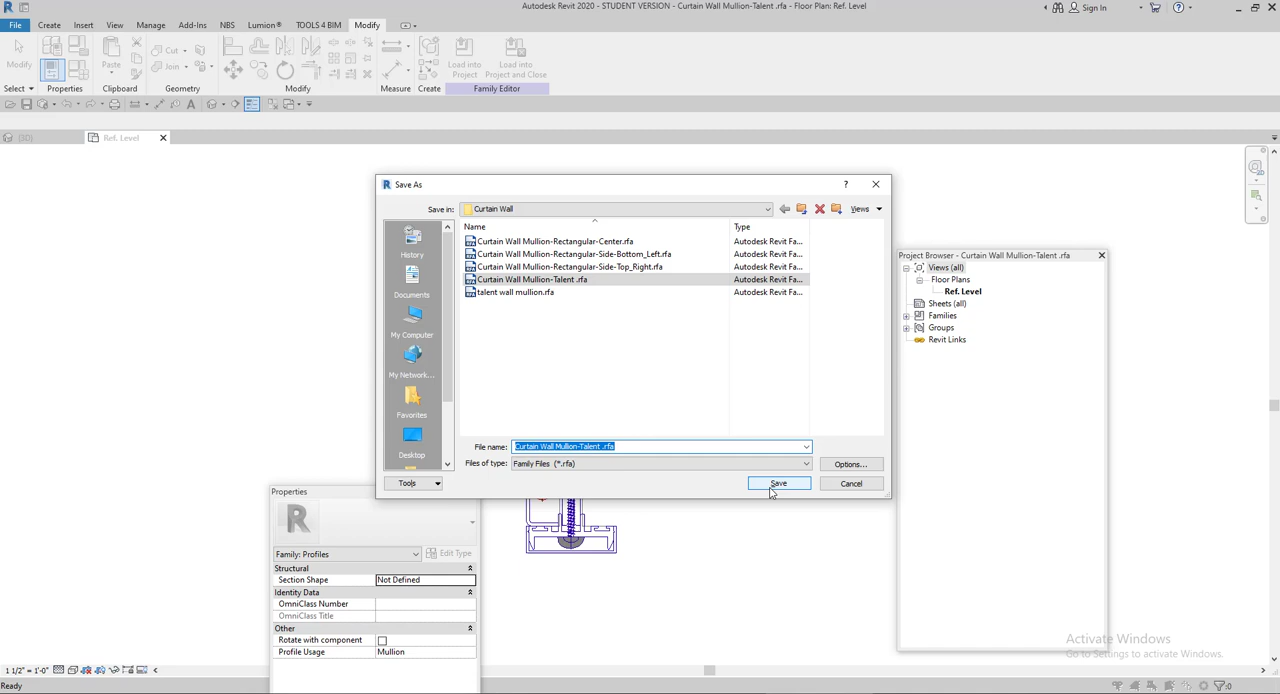 Autodesk Revit 2020 - STUDENT VERSION - Curtain Wall Mullion-Talent .rfa - Floor Plan: Ref. Level
Sign In
File Create Insert View Manage Add-Ins NBS Lumion® TOOLS 4 BIM Modify
Modify Paste Cut Join Load into Project Load into Project and Close
Select Properties Clipboard Geometry Modify Measure Create Family Editor
{3D} Ref. Level
Save As
Save in: Curtain Wall Views
Name Type
Curtain Wall Mullion-Rectangular-Center.rfa Autodesk Revit Fa...
Curtain Wall Mullion-Rectangular-Side-Bottom_Left.rfa Autodesk Revit Fa...
Curtain Wall Mullion-Rectangular-Side-Top_Right.rfa Autodesk Revit Fa...
Curtain Wall Mullion-Talent .rfa Autodesk Revit Fa...
talent wall mullion.rfa Autodesk Revit Fa...
History
Documents
My Computer
My Network...
Favorites
Desktop
File name: Curtain Wall Mullion-Talent .rfa
Files of type: Family Files (*.rfa) Options...
Tools Save Cancel
Project Browser - Curtain Wall Mullion-Talent .rfa
Views (all)
Floor Plans
Ref. Level
Sheets (all)
Families
Groups
Revit Links
Properties
R
Family: Profiles Edit Type
Structural
Section Shape Not Defined
Identity Data
OmniClass Number
OmniClass Title
Other
Rotate with component
Profile Usage Mullion
Activate Windows
Go to Settings to activate Windows.
1 1/2" = 1'-0"
Ready
:0